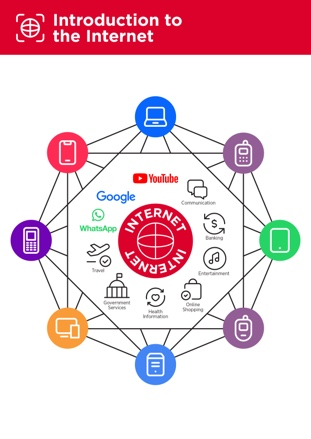 Introduction to
the Internet
YouTube
Google
Communication
WhatsApp
INTERNET
INTERNET
Banking
Travel
Entertainment
Government
Services
Health
Information
Online
Shopping